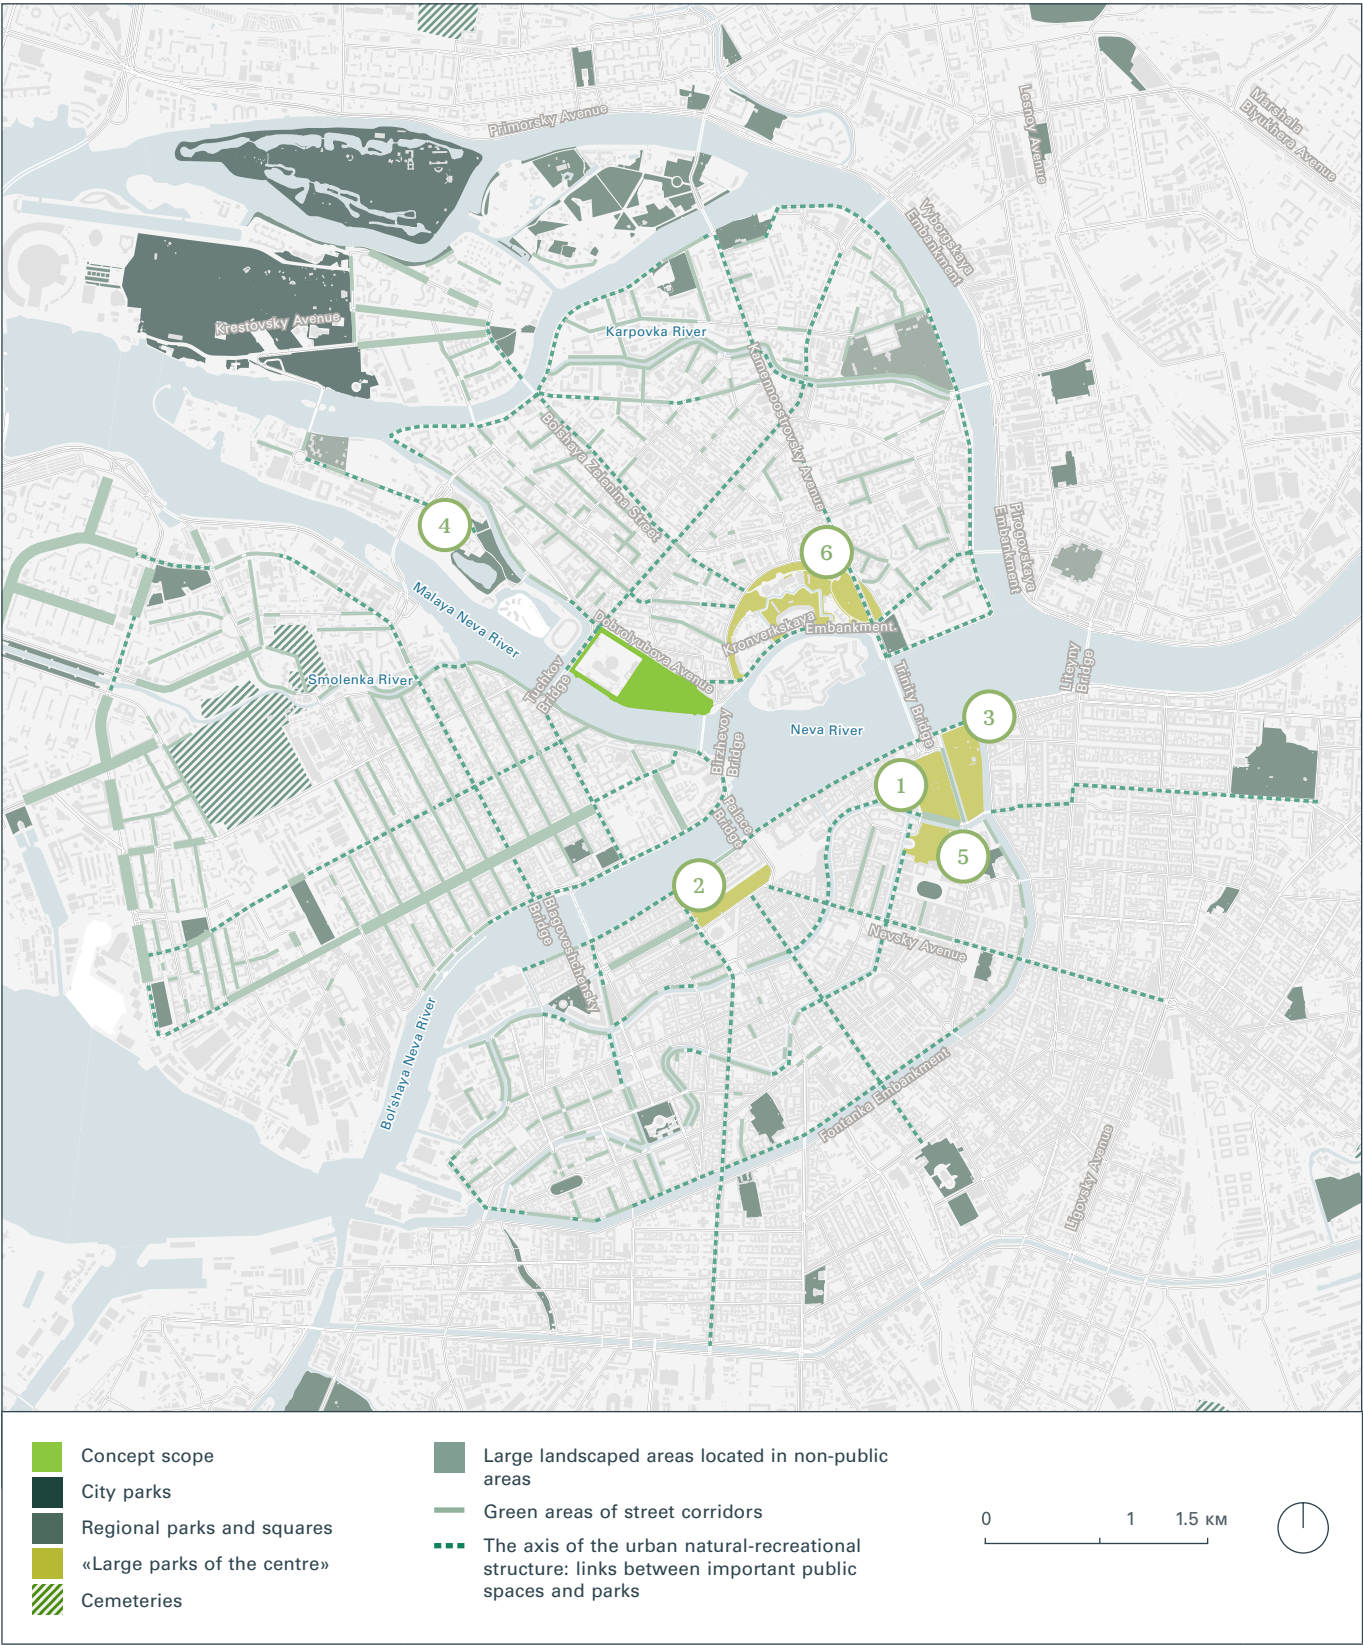 Primorsky Avenue
Lesnoy Avenue
Marshala
Blyukhera Avenue
Vyborgskaya
Embankment
Krestovsky Avenue
Karpovka River
Kamennoostrovsky Avenue
Bolshaya Zelenina Street
Pirogovskaya
Embankment
4
6
Malaya Neva River
Dobrolyubova Avenue
Kronverkskaya
Embankment
Smolenka River
Tuchkov
Bridge
Trinity Bridge
Liteyny
Bridge
Birzhevoy
Bridge
Neva River
3
1
Palace
Bridge
5
2
Blagoveshchensky
Bridge
Nevsky Avenue
Bol'shaya Neva River
Fontanka Embankment
Ligovsky Avenue
Concept scope
City parks
Regional parks and squares
«Large parks of the centre»
Cemeteries
Large landscaped areas located in non-public
areas
Green areas of street corridors
The axis of the urban natural-recreational
structure: links between important public
spaces and parks
0 1 1.5 км